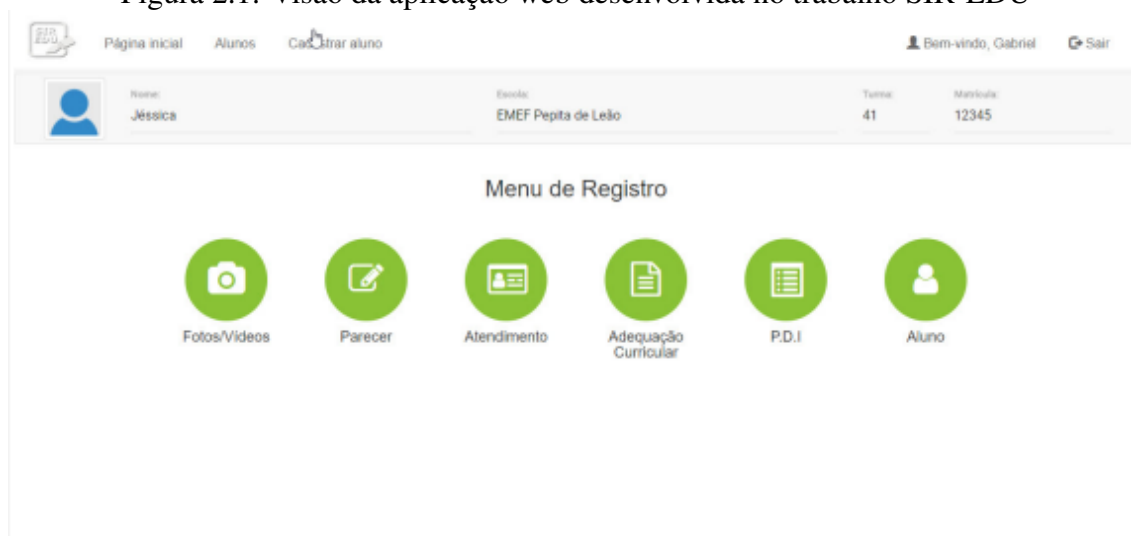 Figura 2.1: Visão da aplicação web desenvolvida no trabalho SIR-EDU
SIR EDU Página inicial Alunos Cadastrar aluno Bem-vindo, Gabriel Sair
Nome: Escola: Turma: Matrícula:
Jéssica EMEF Pepita de Leão 41 12345
Menu de Registro
Fotos/Vídeos Parecer Atendimento Adequação Curricular P.D.I Aluno